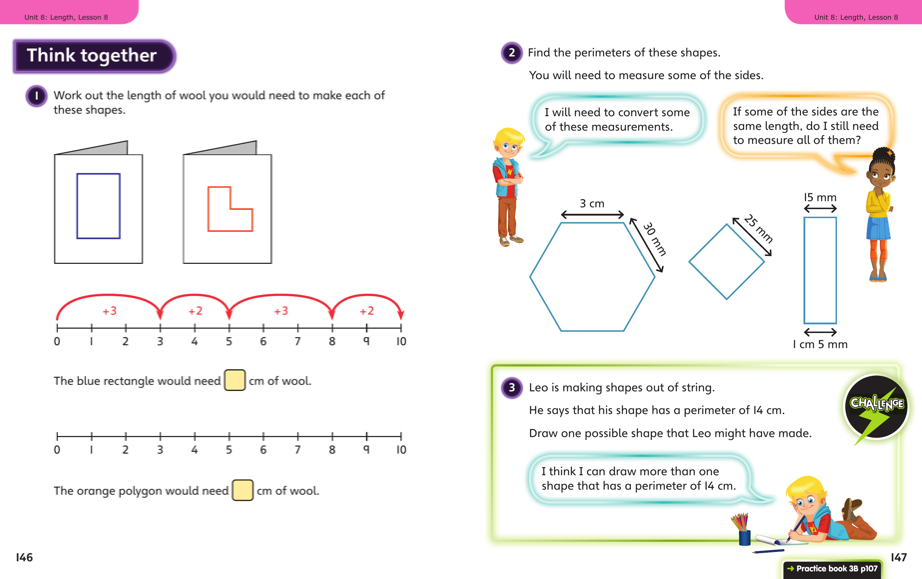 Unit 8: Length, Lesson 8
Think together
1 Work out the length of wool you would need to make each of
these shapes.
+3 +2 +3 +2
0 1 2 3 4 5 6 7 8 9 10
The blue rectangle would need cm of wool.
0 1 2 3 4 5 6 7 8 9 10
The orange polygon would need cm of wool.
146
Unit 8: Length, Lesson 8
2 Find the perimeters of these shapes.
You will need to measure some of the sides.
I will need to convert some
of these measurements.
If some of the sides are the
same length, do I still need
to measure all of them?
3 cm
30 mm
25 mm
15 mm
1 cm 5 mm
3 Leo is making shapes out of string.
He says that his shape has a perimeter of 14 cm.
Draw one possible shape that Leo might have made.
CHALLENGE
I think I can draw more than one
shape that has a perimeter of 14 cm.
147
→ Practice book 3B p107